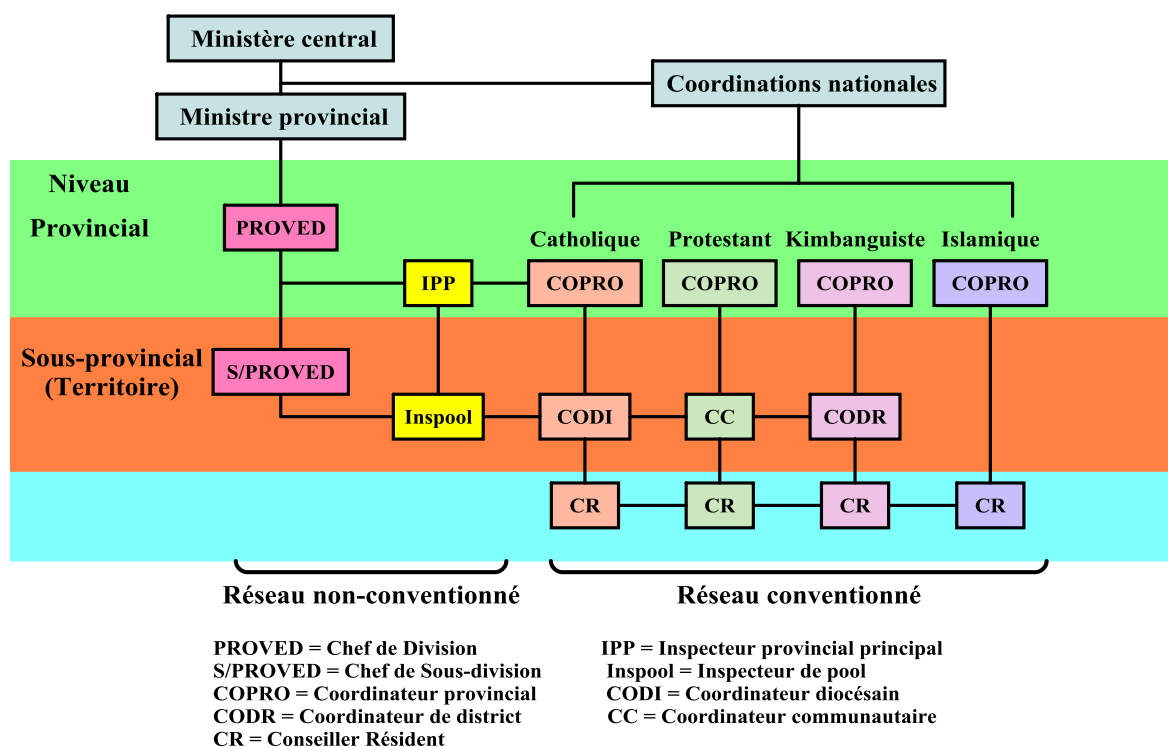 Ministère central
Coordinations nationales
Ministre provincial
Niveau
Provincial
PROVED
Catholique
Protestant
Kimbanguiste
Islamique
IPP
COPRO
COPRO
COPRO
COPRO
Sous-provincial
(Territoire)
S/PROVED
Inspool
CODI
CC
CODR
CR
CR
CR
CR
Réseau non-conventionné
Réseau conventionné
PROVED = Chef de Division
S/PROVED = Chef de Sous-division
COPRO = Coordinateur provincial
CODR = Coordinateur de district
CR = Conseiller Résident
IPP = Inspecteur provincial principal
Inspool = Inspecteur de pool
CODI = Coordinateur diocésain
CC = Coordinateur communautaire